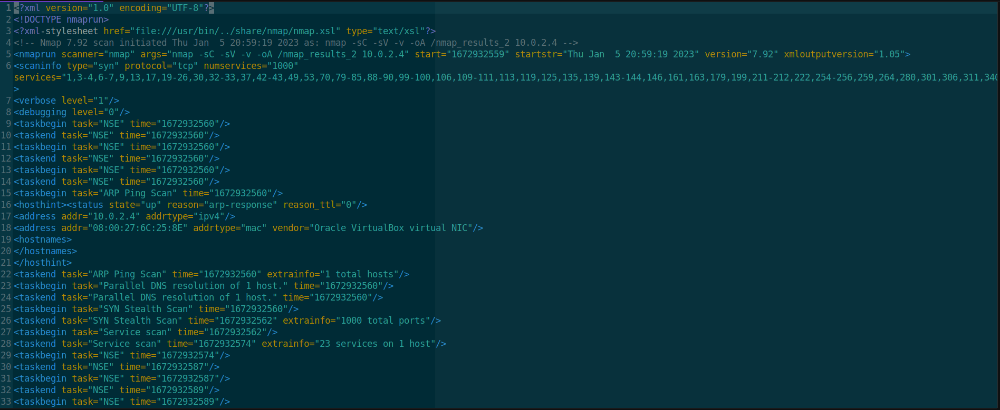 1 <?xml version="1.0" encoding="UTF-8"?>
2 <!DOCTYPE nmaprun>
3 <?xml-stylesheet href="file:///usr/bin/../share/nmap/nmap.xsl" type="text/xsl"?>
4 <!-- Nmap 7.92 scan initiated Thu Jan  5 20:59:19 2023 as: nmap -sC -sV -v -oA /nmap_results_2 10.0.2.4 -->
5 <nmaprun scanner="nmap" args="nmap -sC -sV -v -oA /nmap_results_2 10.0.2.4" start="1672932559" startstr="Thu Jan  5 20:59:19 2023" version="7.92" xmloutputversion="1.05">
6 <scaninfo type="syn" protocol="tcp" numservices="1000"
services="1,3-4,6-7,9,13,17,19-26,30,32-33,37,42-43,49,53,70,79-85,88-90,99-100,106,109-111,113,119,125,135,139,143-144,146,161,163,179,199,211-212,222,254-256,259,264,280,301,306,311,340
>
7 <verbose level="1"/>
8 <debugging level="0"/>
9 <taskbegin task="NSE" time="1672932560"/>
10 <taskend task="NSE" time="1672932560"/>
11 <taskbegin task="NSE" time="1672932560"/>
12 <taskend task="NSE" time="1672932560"/>
13 <taskbegin task="NSE" time="1672932560"/>
14 <taskend task="NSE" time="1672932560"/>
15 <taskbegin task="ARP Ping Scan" time="1672932560"/>
16 <hosthint><status state="up" reason="arp-response" reason_ttl="0"/>
17 <address addr="10.0.2.4" addrtype="ipv4"/>
18 <address addr="08:00:27:6C:25:8E" addrtype="mac" vendor="Oracle VirtualBox virtual NIC"/>
19 <hostnames>
20 </hostnames>
21 </hosthint>
22 <taskend task="ARP Ping Scan" time="1672932560" extrainfo="1 total hosts"/>
23 <taskbegin task="Parallel DNS resolution of 1 host." time="1672932560"/>
24 <taskend task="Parallel DNS resolution of 1 host." time="1672932560"/>
25 <taskbegin task="SYN Stealth Scan" time="1672932560"/>
26 <taskend task="SYN Stealth Scan" time="1672932562" extrainfo="1000 total ports"/>
27 <taskbegin task="Service scan" time="1672932562"/>
28 <taskend task="Service scan" time="1672932574" extrainfo="23 services on 1 host"/>
29 <taskbegin task="NSE" time="1672932574"/>
30 <taskend task="NSE" time="1672932587"/>
31 <taskbegin task="NSE" time="1672932587"/>
32 <taskend task="NSE" time="1672932589"/>
33 <taskbegin task="NSE" time="1672932589"/>